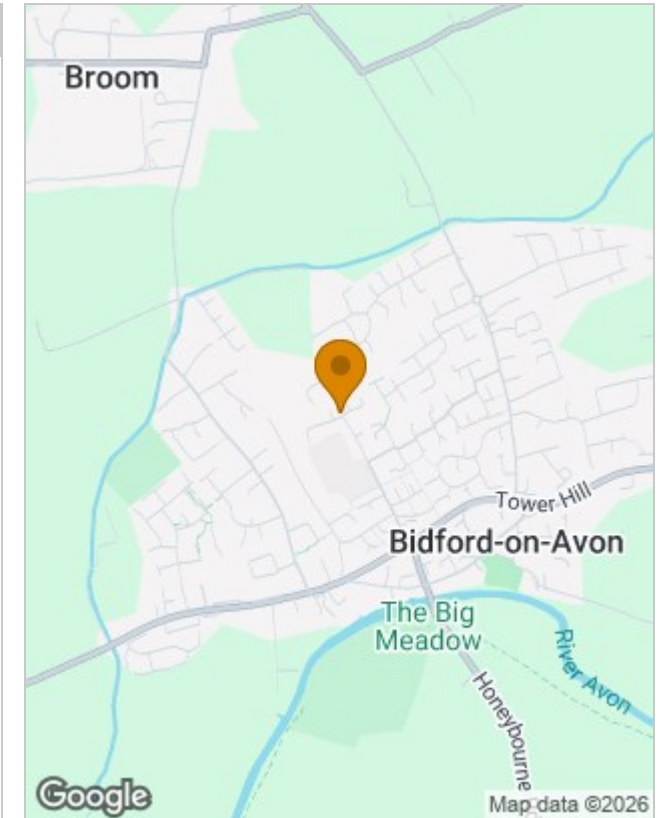 Broom
Tower Hill
Bidford-on-Avon
The Big
Meadow
River Avon
Honeybourne
Google
Map data ©2026